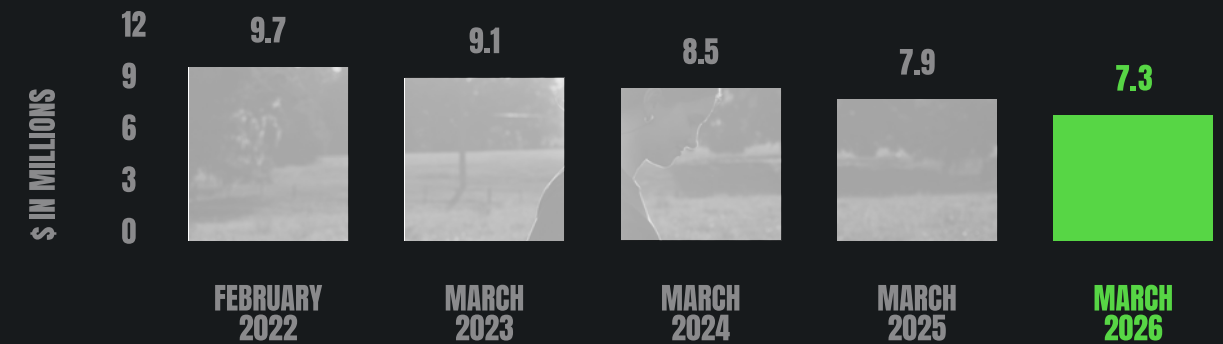 $ IN MILLIONS
12
9
6
3
0
9.7
9.1
8.5
7.9
7.3
FEBRUARY
2022
MARCH
2023
MARCH
2024
MARCH
2025
MARCH
2026